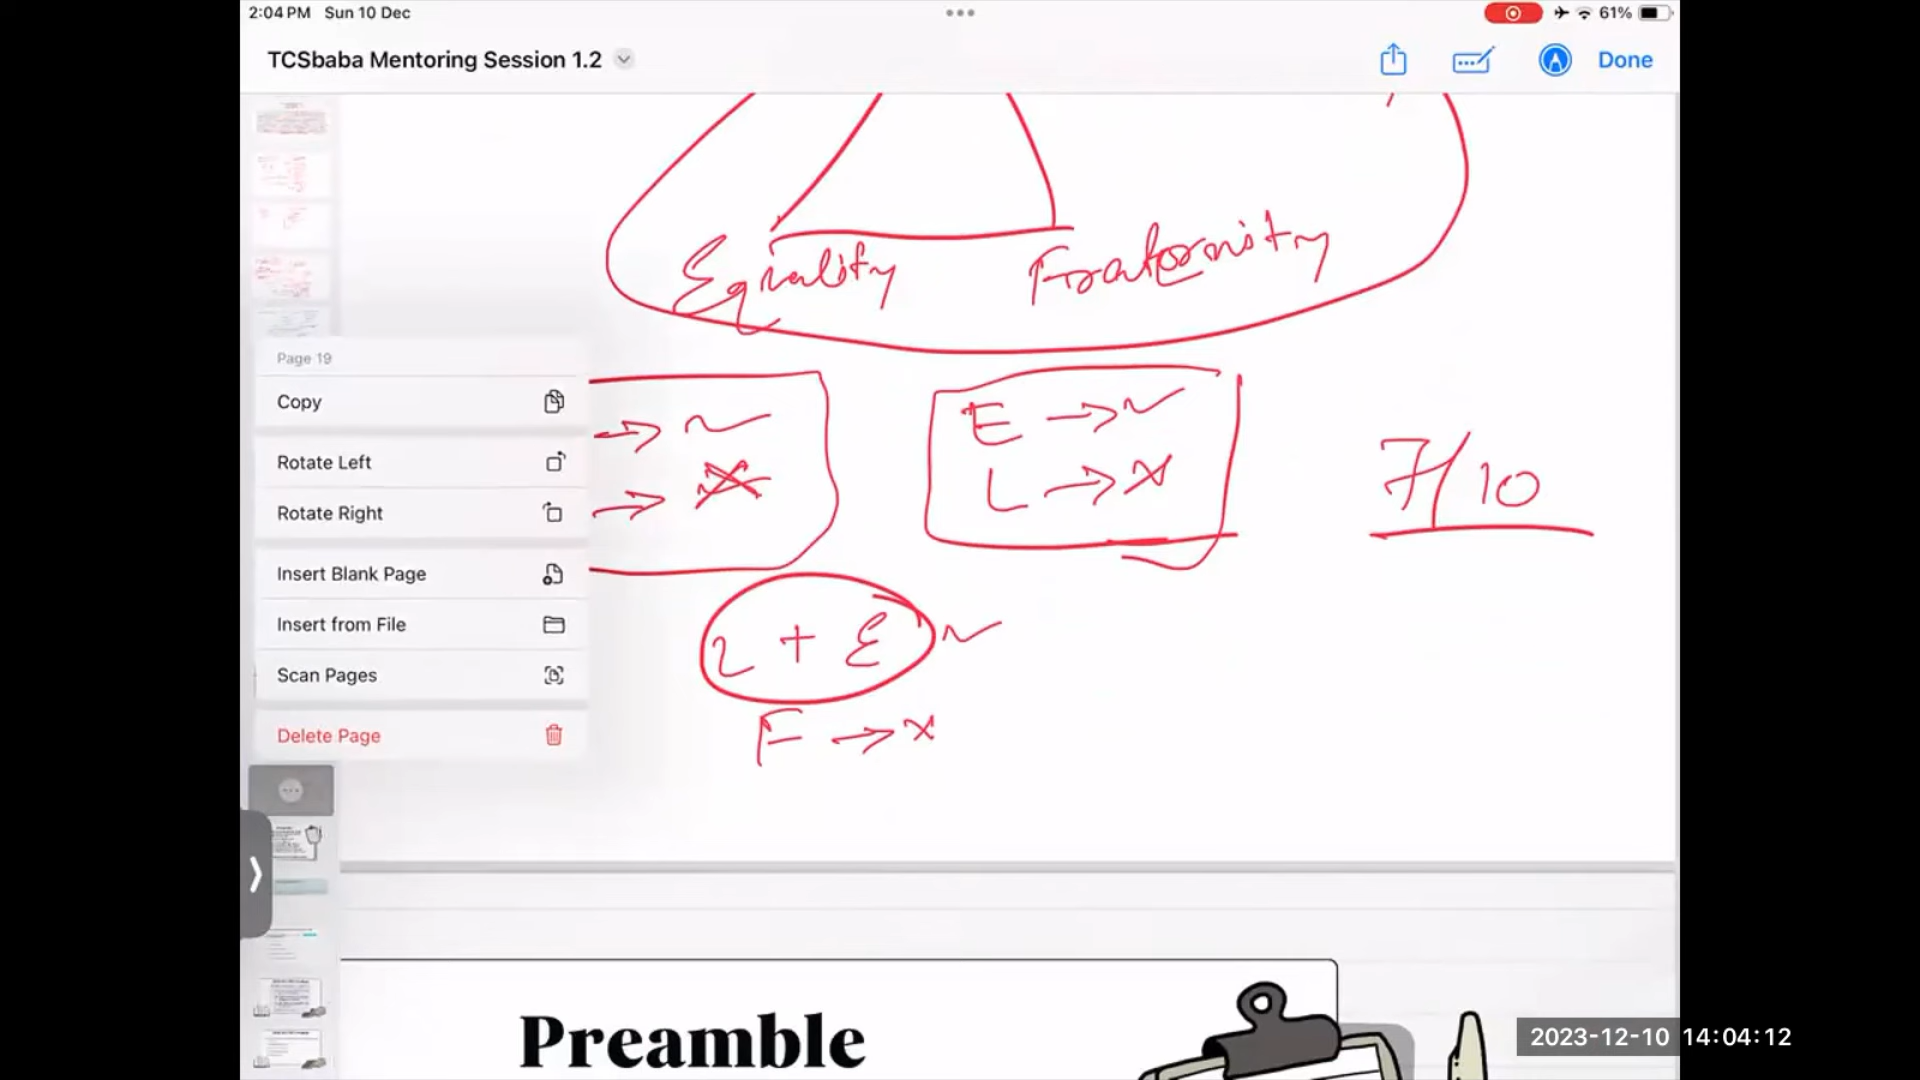 2:04 PM Sun 10 Dec
61%
TCSbaba Mentoring Session 1.2
Done
Equality Fraternity
Page 19
Copy
Rotate Left
Rotate Right
Insert Blank Page
Insert from File
Scan Pages
Delete Page
E → ✓
L → x
7/10
L + E ✓
F → x
Preamble
2023-12-10 14:04:12